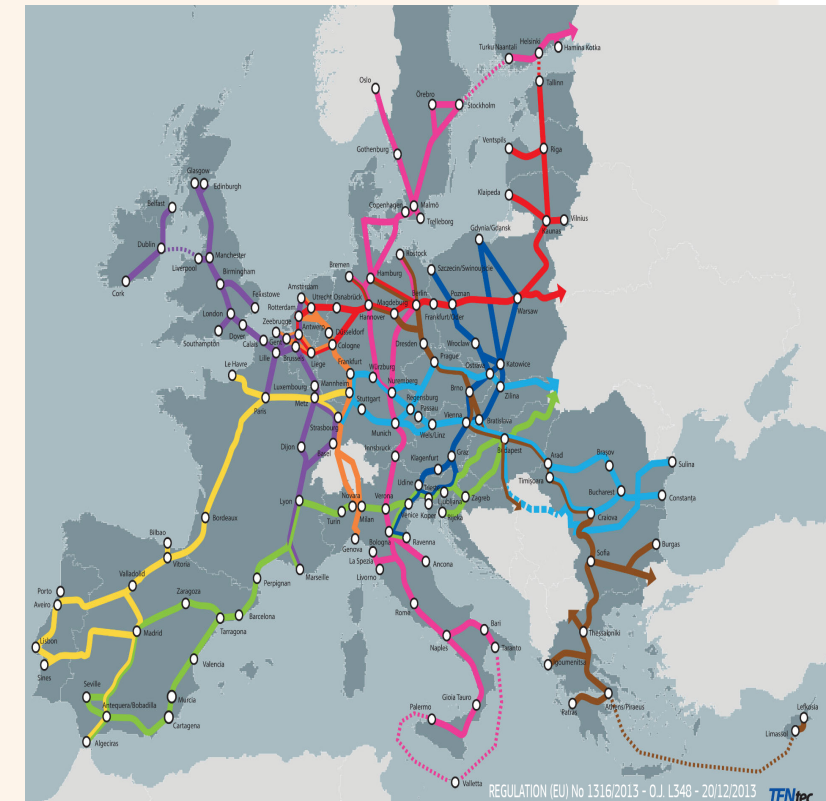 Helsinki
Turku/Naantali
Hamina Kotka
Tallinn
Oslo
Örebro
Stockholm
Ventspils
Riga
Gothenburg
Glasgow
Edinburgh
Klaipeda
Belfast
Copenhagen
Malmö
Trelleborg
Vilnius
Kaunas
Gdynia/Gdansk
Dublin
Manchester
Liverpool
Rostock
Bremen
Hamburg
Szczecin/Swinoujscie
Birmingham
Cork
Felixstowe
Amsterdam
Utrecht
Osnabrück
Magdeburg
Berlin
Poznan
Rotterdam
Zeebrugge
London
Hannover
Frankfurt/Oder
Warsaw
Antwerp
Düsseldorf
Southampton
Dover
Calais
Cologne
Dresden
Wroclaw
Lille
Brussels
Liège
Prague
Katowice
Le Havre
Frankfurt
Würzburg
Ostrava
Luxembourg
Mannheim
Nuremberg
Brno
Zilina
Paris
Metz
Stuttgart
Regensburg
Passau
Strasbourg
Munich
Wels/Linz
Vienna
Bratislava
Dijon
Basel
Innsbruck
Klagenfurt
Graz
Budapest
Arad
Brașov
Sulina
Udine
Timișoara
Lyon
Novara
Verona
Venice
Koper
Ljubljana
Zagreb
Bucharest
Constanța
Turin
Milan
Rijeka
Craiova
Bordeaux
Bilbao
Genova
Bologna
Ravenna
Vitoria
La Spezia
Ancona
Sofia
Burgas
Marseille
Livorno
Perpignan
Valladolid
Porto
Zaragoza
Aveiro
Barcelona
Rome
Tarragona
Madrid
Bari
Thessaloniki
Lisbon
Naples
Taranto
Valencia
Igoumenitsa
Sines
Seville
Murcia
Gioia Tauro
Athens/Piraeus
Antequera/Bobadilla
Palermo
Patras
Lefkosia
Cartagena
Limassol
Algeciras
Valletta
REGULATION (EU) No 1316/2013 - O.J. L348 - 20/12/2013
TENtec